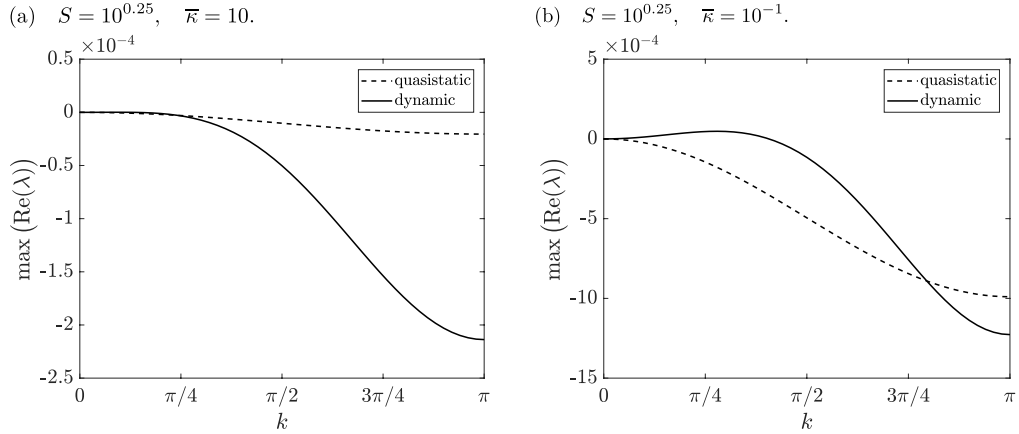 (a) S = 10^0.25, κ̅ = 10.
×10^-4
0.5
0
-0.5
-1
-1.5
-2
-2.5
max (Re(λ))
quasistatic
dynamic
0 π/4 π/2 3π/4 π
k
(b) S = 10^0.25, κ̅ = 10^-1.
×10^-4
5
0
-5
-10
-15
max (Re(λ))
quasistatic
dynamic
0 π/4 π/2 3π/4 π
k